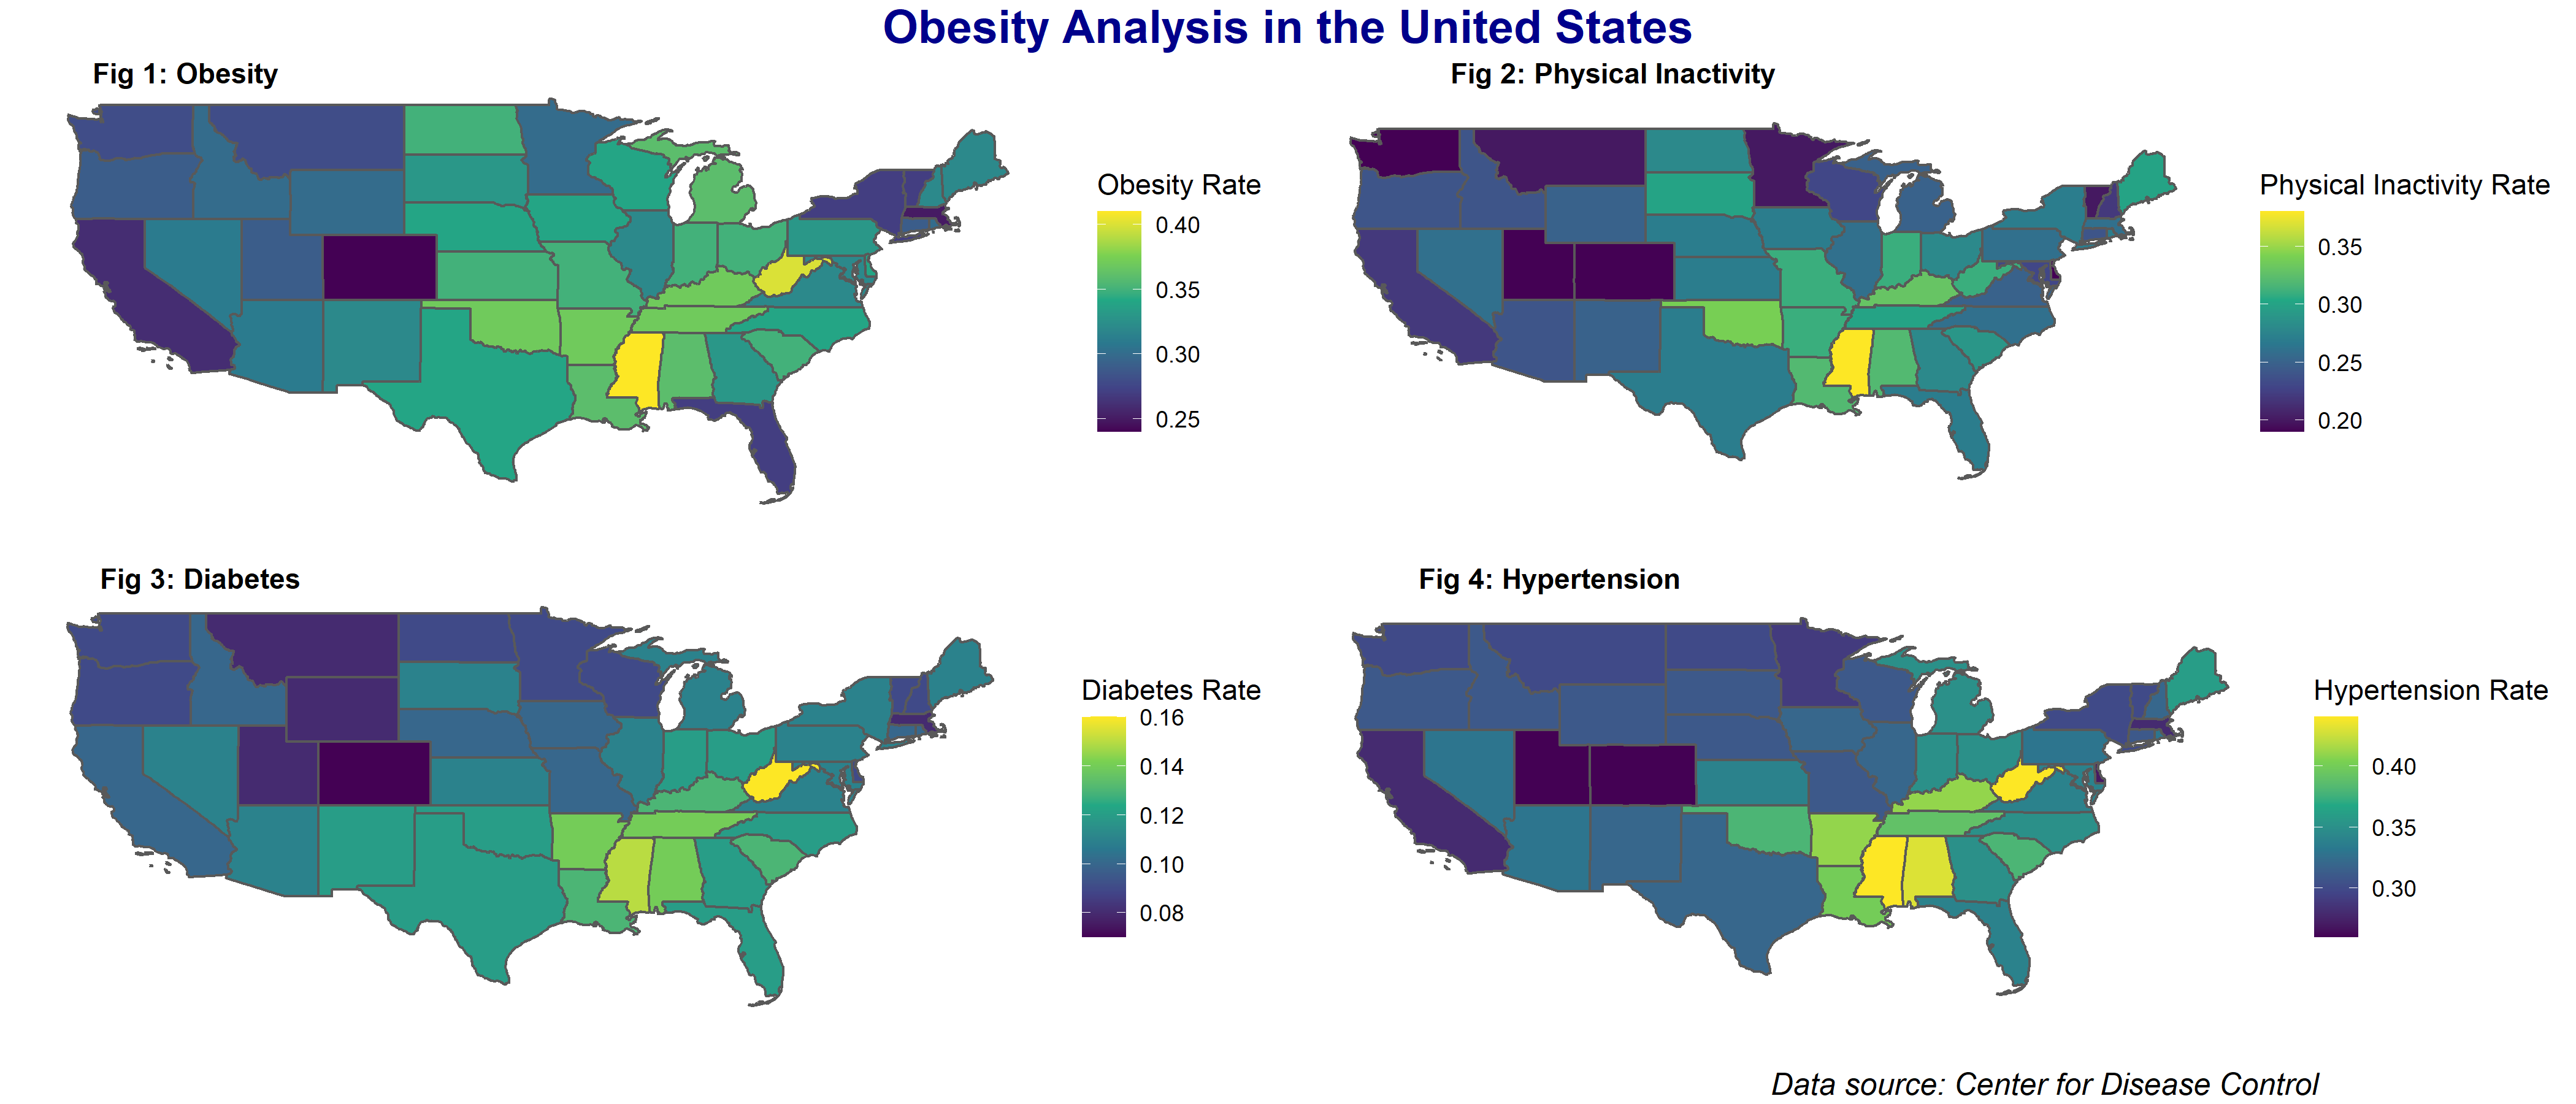 Obesity Analysis in the United States
Fig 1: Obesity
Obesity Rate
0.40
0.35
0.30
0.25
Fig 2: Physical Inactivity
Physical Inactivity Rate
0.35
0.30
0.25
0.20
Fig 3: Diabetes
Diabetes Rate
0.16
0.14
0.12
0.10
0.08
Fig 4: Hypertension
Hypertension Rate
0.40
0.35
0.30
Data source: Center for Disease Control